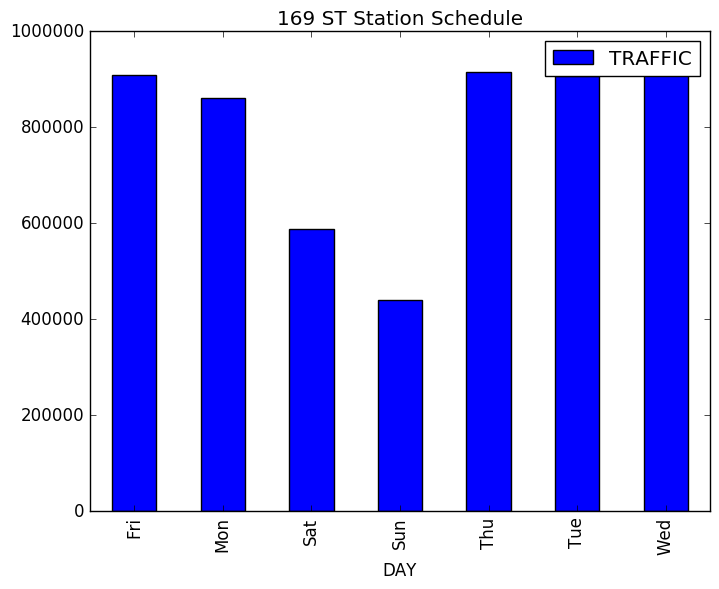 169 ST Station Schedule
TRAFFIC
1000000
800000
600000
400000
200000
0
Fri
Mon
Sat
Sun
Thu
Tue
Wed
DAY